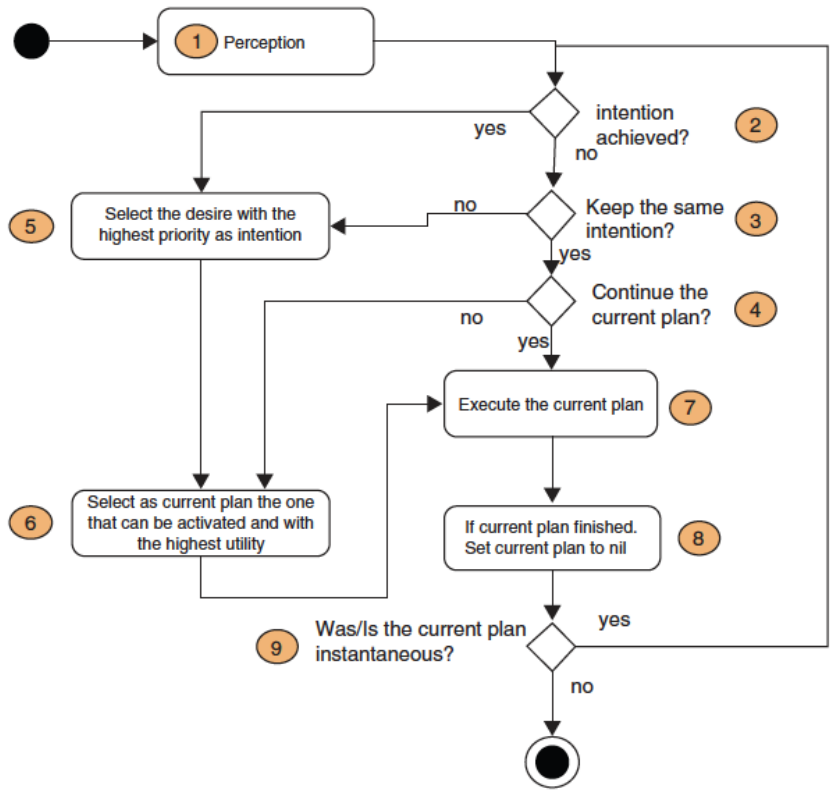 1 Perception
intention
achieved?
2
yes
no
5
Select the desire with the
highest priority as intention
no
Keep the same
intention?
3
yes
Continue the
current plan?
4
no
yes
Execute the current plan
7
6
Select as current plan the one
that can be activated and with
the highest utility
If current plan finished.
Set current plan to nil
8
9
Was/Is the current plan
instantaneous?
yes
no